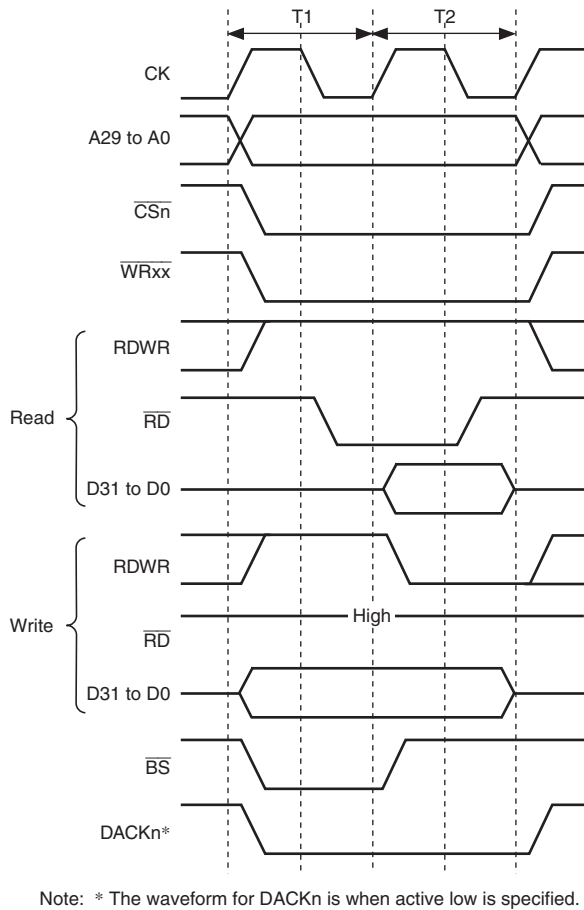 T1 T2
CK
A29 to A0
CSn
WRxx
RDWR
Read
RD
D31 to D0
RDWR
Write
High
RD
D31 to D0
BS
DACKn*
Note: * The waveform for DACKn is when active low is specified.